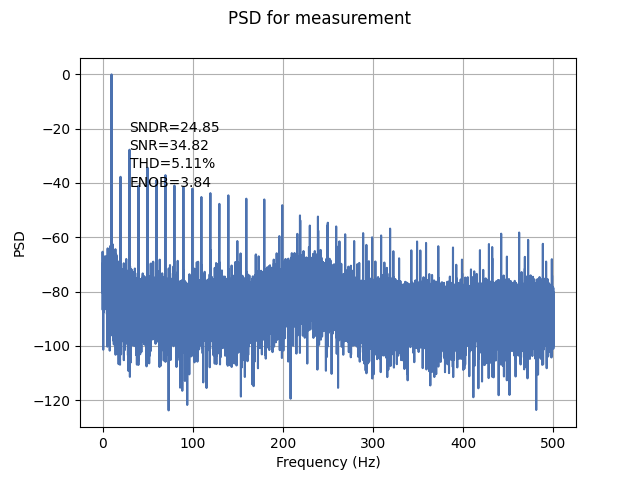 PSD for measurement
PSD
0
−20
−40
−60
−80
−100
−120
SNDR=24.85
SNR=34.82
THD=5.11%
ENOB=3.84
0 100 200 300 400 500
Frequency (Hz)